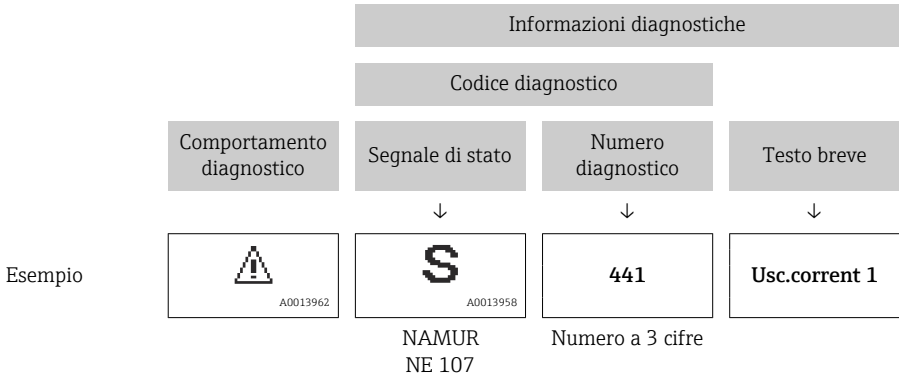 Informazioni diagnostiche
Codice diagnostico
Comportamento
diagnostico
Segnale di stato
Numero
diagnostico
Testo breve
↓ ↓ ↓
Esempio
A0013962
S
A0013958
441
Usc.corrent 1
NAMUR
NE 107
Numero a 3 cifre